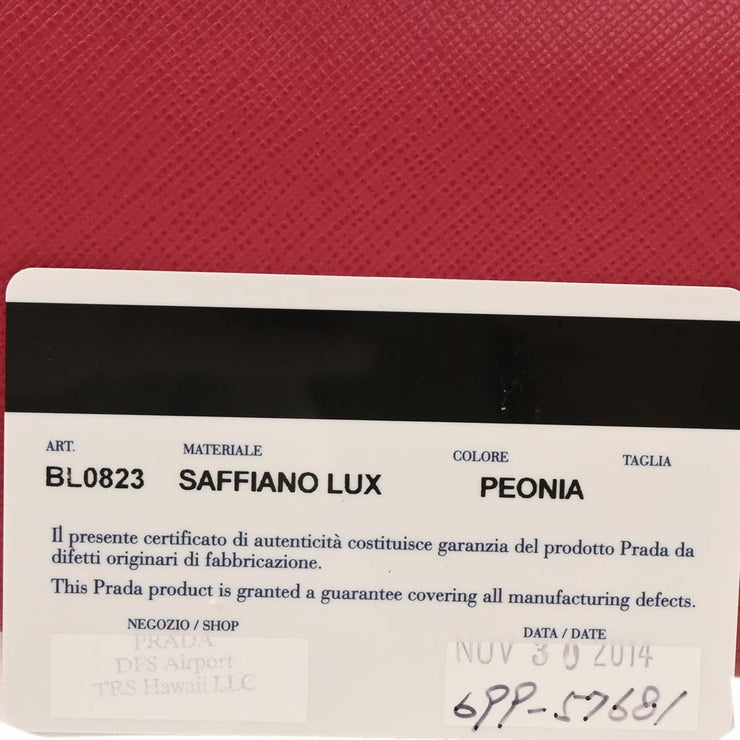 ART. MATERIALE COLORE TAGLIA
BL0823 SAFFIANO LUX PEONIA
Il presente certificato di autenticità costituisce garanzia del prodotto Prada da
difetti originari di fabbricazione.
This Prada product is granted a guarantee covering all manufacturing defects.
NEGOZIO / SHOP DATA / DATE
PRADA
DFS Airport
TRS Hawaii LLC
NOV 30 2014
6PP-57681